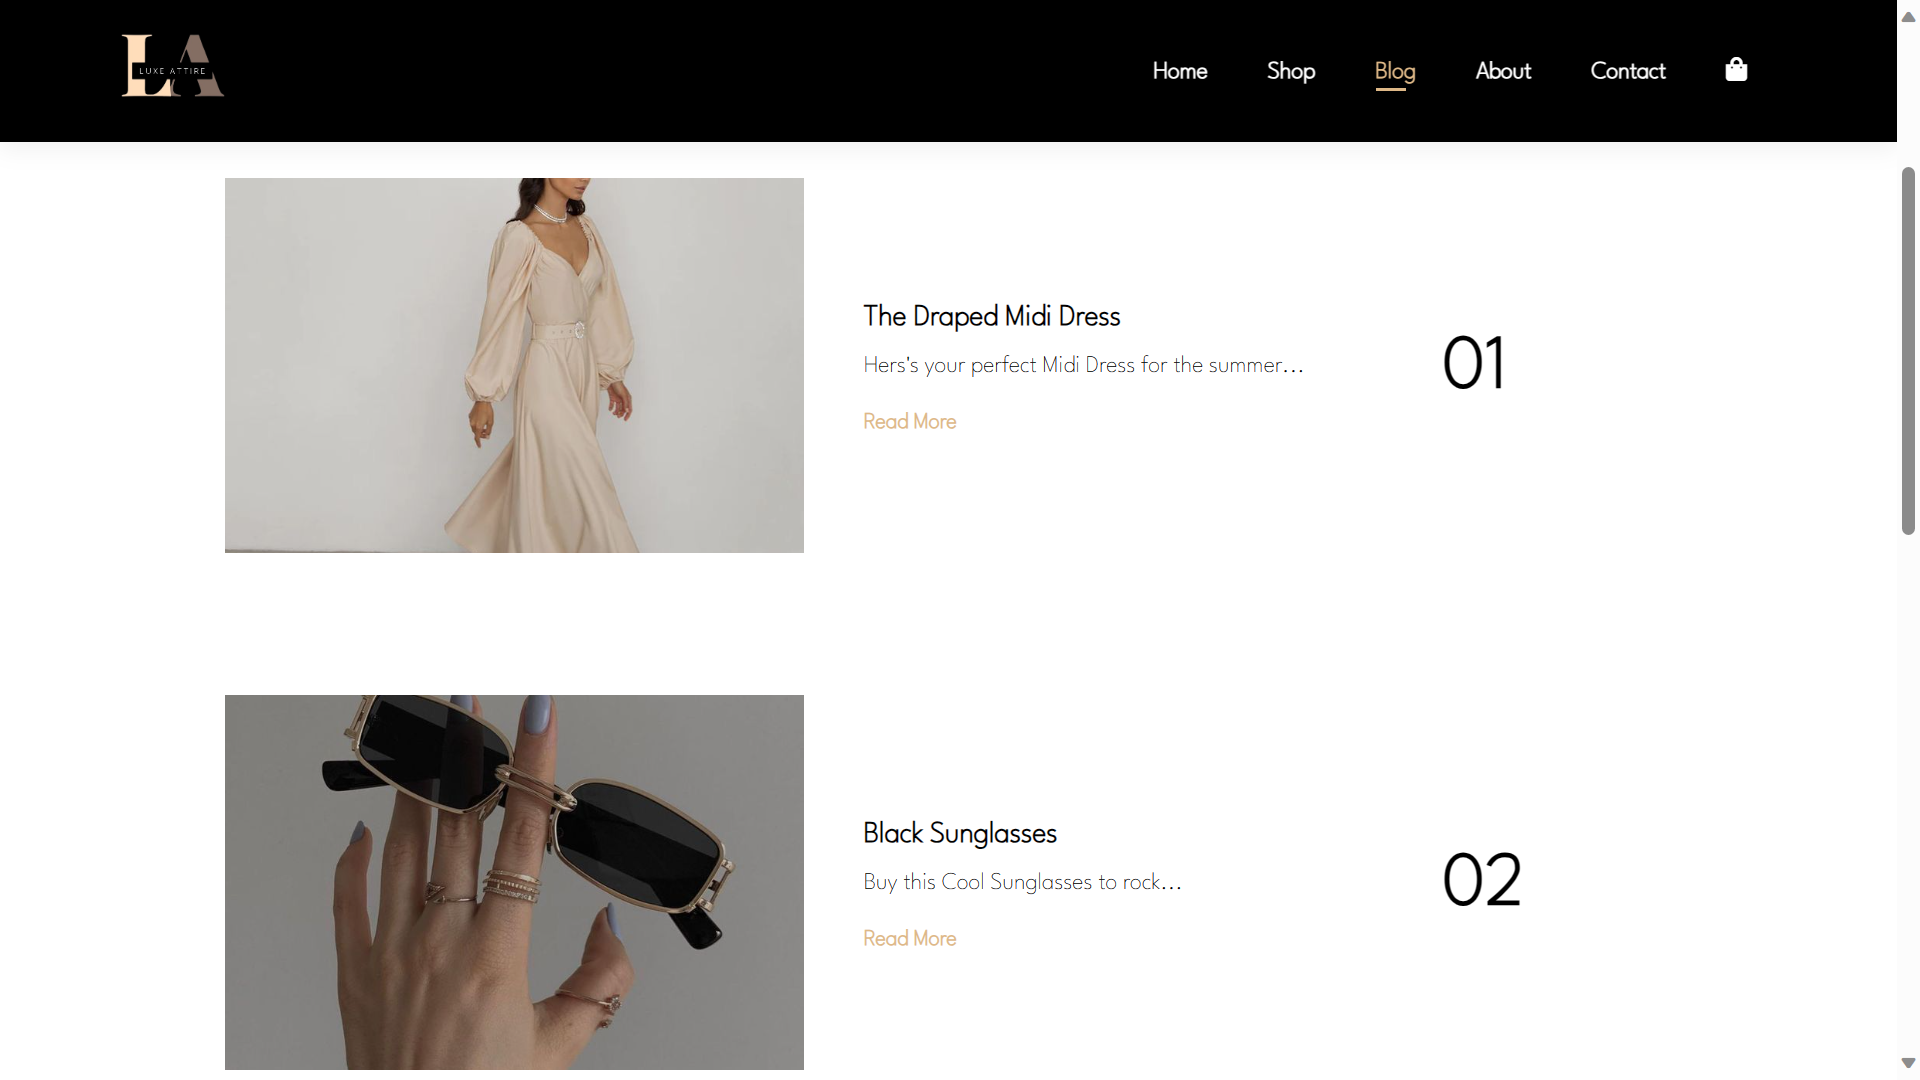 LA
LUXE ATTIRE
Home
Shop
Blog
About
Contact
The Draped Midi Dress
Hers's your perfect Midi Dress for the summer...
Read More
01
Black Sunglasses
Buy this Cool Sunglasses to rock...
Read More
02